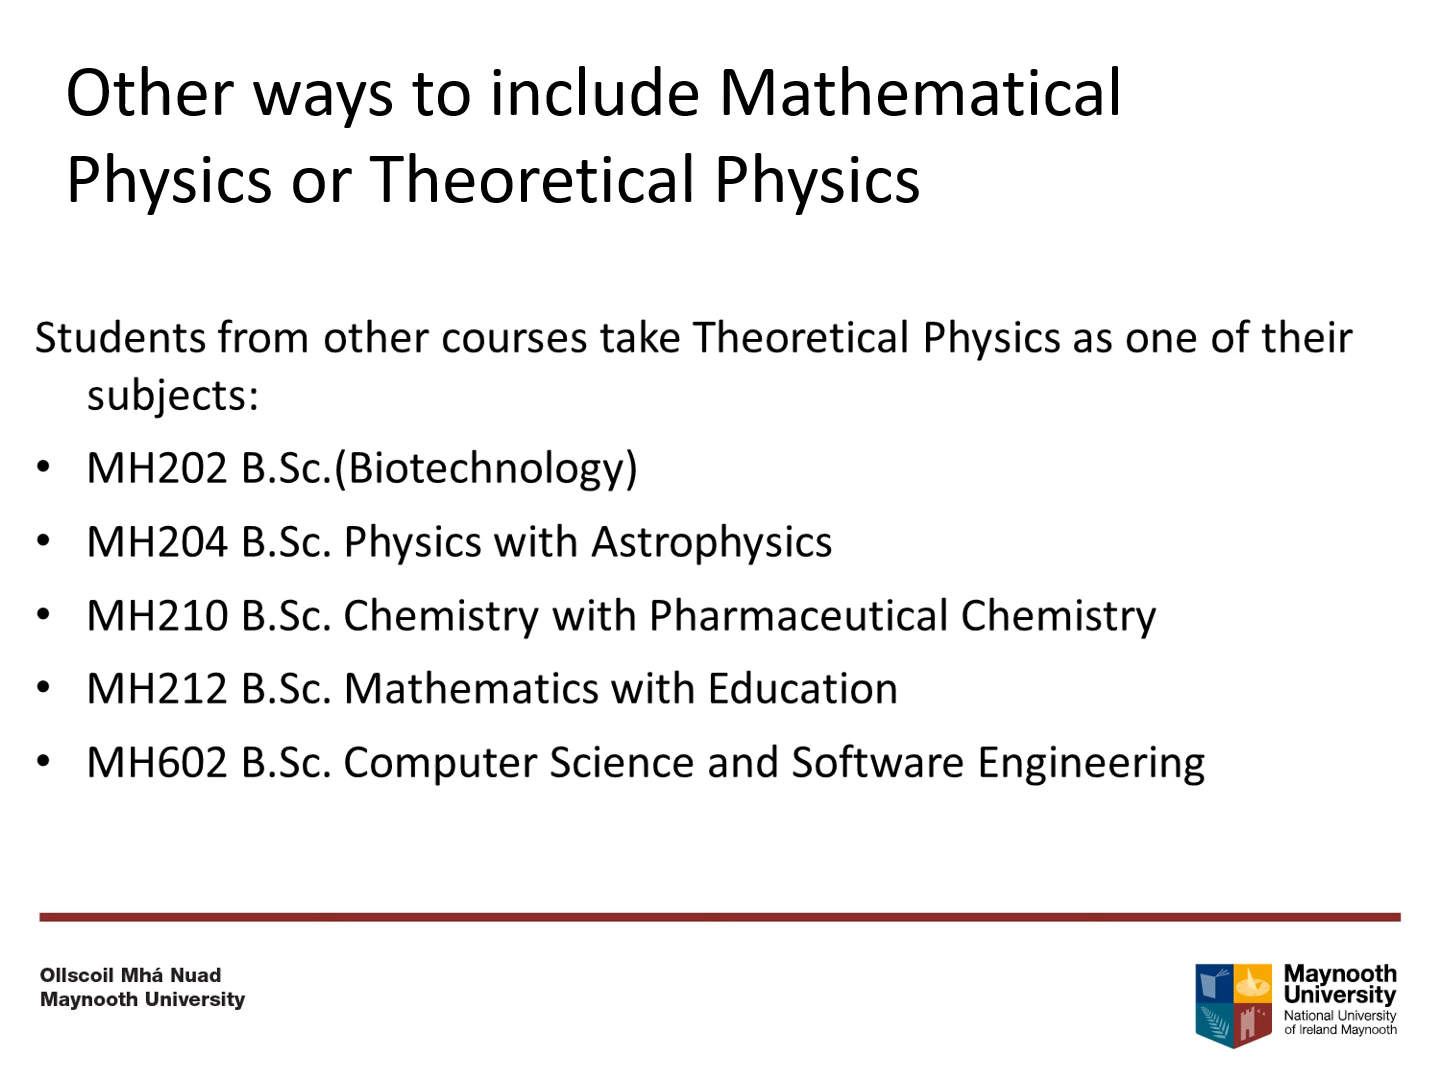 Other ways to include Mathematical
Physics or Theoretical Physics
Students from other courses take Theoretical Physics as one of their
subjects:
• MH202 B.Sc.(Biotechnology)
• MH204 B.Sc. Physics with Astrophysics
• MH210 B.Sc. Chemistry with Pharmaceutical Chemistry
• MH212 B.Sc. Mathematics with Education
• MH602 B.Sc. Computer Science and Software Engineering
Ollscoil Mhá Nuad
Maynooth University
Maynooth
University
National University
of Ireland Maynooth